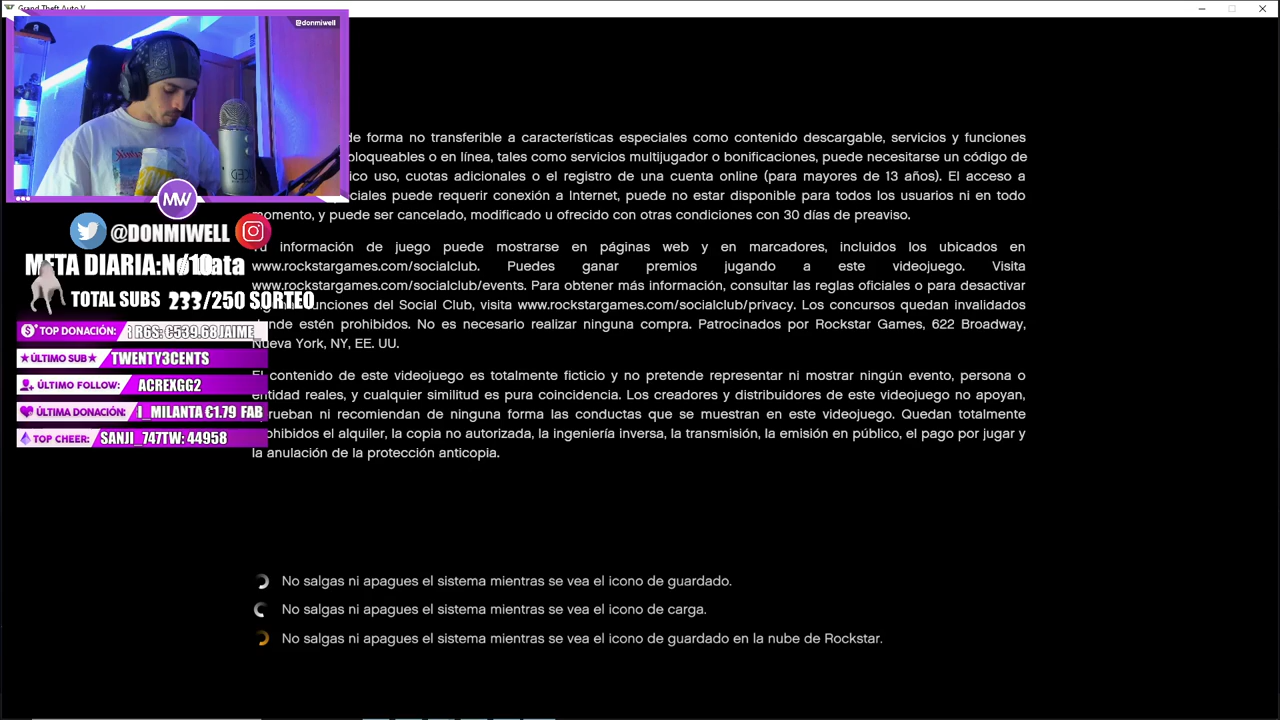 Grand Theft Auto V
@donmiwell
de forma no transferible a características especiales como contenido descargable, servicios y funciones
bloqueables o en línea, tales como servicios multijugador o bonificaciones, puede necesitarse un código de
ico uso, cuotas adicionales o el registro de una cuenta online (para mayores de 13 años). El acceso a
ciales puede requerir conexión a Internet, puede no estar disponible para todos los usuarios ni en todo
momento, y puede ser cancelado, modificado u ofrecido con otras condiciones con 30 días de preaviso.
MW
@DONMIWELL
información de juego puede mostrarse en páginas web y en marcadores, incluidos los ubicados en
www.rockstargames.com/socialclub. Puedes ganar premios jugando a este videojuego. Visita
www.rockstargames.com/socialclub/events. Para obtener más información, consultar las reglas oficiales o para desactivar
funciones del Social Club, visita www.rockstargames.com/socialclub/privacy. Los concursos quedan invalidados
donde estén prohibidos. No es necesario realizar ninguna compra. Patrocinados por Rockstar Games, 622 Broadway,
Nueva York, NY, EE. UU.
META DIARIA:
TOTAL SUBS 233/250 SORTEO
TOP DONACIÓN: R6S: €539.68 JAIME
★ÚLTIMO SUB★ TWENTY3CENTS
ÚLTIMO FOLLOW: ACREXGG2
ÚLTIMA DONACIÓN: I_MILANTA €1.79 FAB
TOP CHEER: SANJI_747TW: 44958
El contenido de este videojuego es totalmente ficticio y no pretende representar ni mostrar ningún evento, persona o
entidad reales, y cualquier similitud es pura coincidencia. Los creadores y distribuidores de este videojuego no apoyan,
aprueban ni recomiendan de ninguna forma las conductas que se muestran en este videojuego. Quedan totalmente
prohibidos el alquiler, la copia no autorizada, la ingeniería inversa, la transmisión, la emisión en público, el pago por jugar y
la anulación de la protección anticopia.
No salgas ni apagues el sistema mientras se vea el icono de guardado.
No salgas ni apagues el sistema mientras se vea el icono de carga.
No salgas ni apagues el sistema mientras se vea el icono de guardado en la nube de Rockstar.